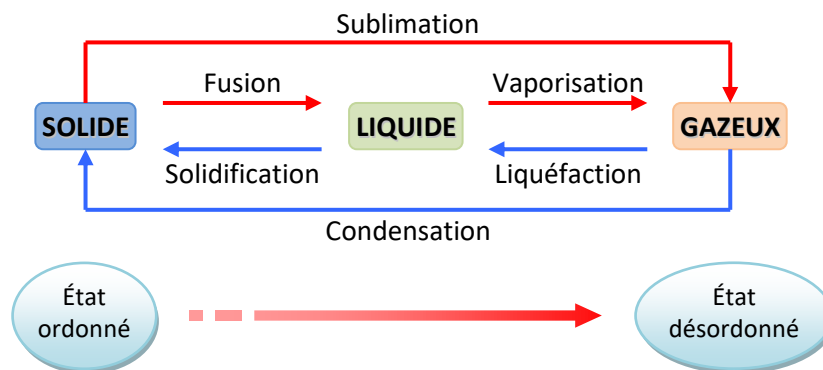 Sublimation
Fusion
Vaporisation
SOLIDE
LIQUIDE
GAZEUX
Solidification
Liquéfaction
Condensation
État
ordonné
État
désordonné